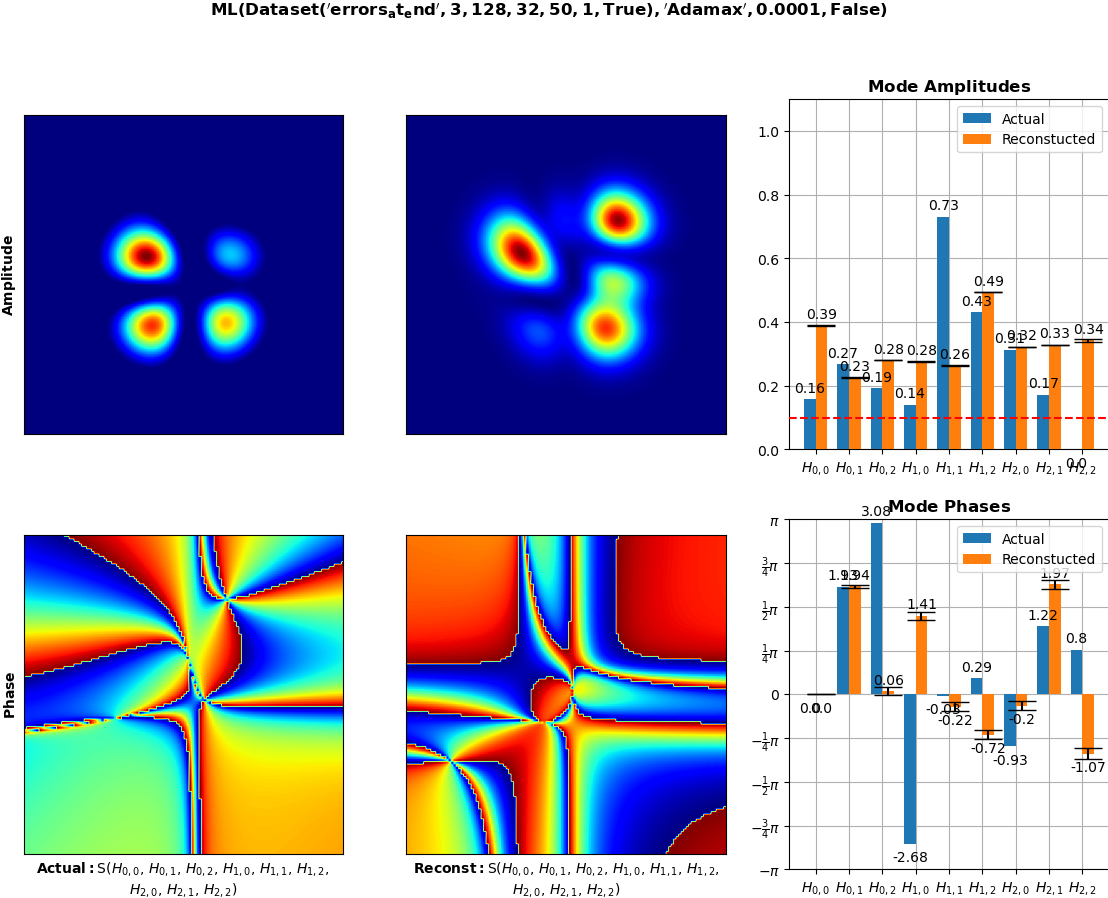 ML(Dataset('errors_at_end', 3, 128, 32, 50, 1, True), 'Adamax', 0.0001, False)
Amplitude
Mode Amplitudes
Actual
Reconstucted
1.0
0.8
0.6
0.4
0.2
0.0
0.16
0.39
0.27
0.23
0.19
0.28
0.14
0.28
0.73
0.26
0.43
0.49
0.31
0.32
0.17
0.33
0.0
0.34
H0,0 H0,1 H0,2 H1,0 H1,1 H1,2 H2,0 H2,1 H2,2
Phase
Mode Phases
Actual
Reconstucted
π
3/4π
1/2π
1/4π
0
−1/4π
−1/2π
−3/4π
−π
0.0
0.0
1.93
1.94
3.08
0.06
-2.68
1.41
-0.03
-0.22
0.29
-0.72
-0.93
-0.2
1.22
1.97
0.8
-1.07
H0,0 H0,1 H0,2 H1,0 H1,1 H1,2 H2,0 H2,1 H2,2
Actual: S(H0,0, H0,1, H0,2, H1,0, H1,1, H1,2,
H2,0, H2,1, H2,2)
Reconst: S(H0,0, H0,1, H0,2, H1,0, H1,1, H1,2,
H2,0, H2,1, H2,2)